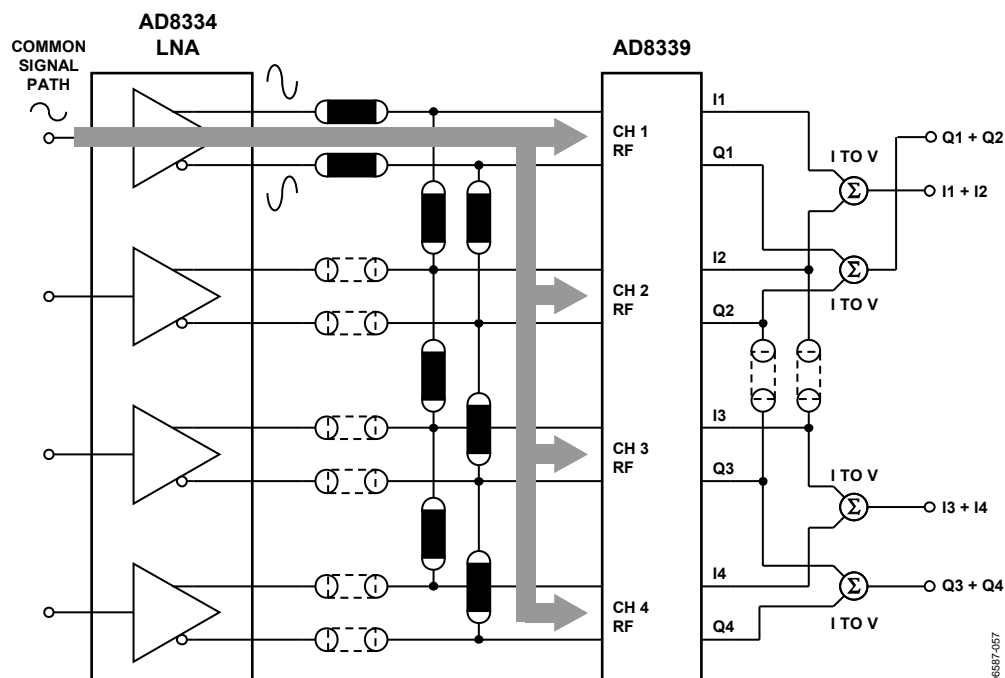 AD8334
LNA
COMMON
SIGNAL
PATH
AD8339
CH 1
RF
CH 2
RF
CH 3
RF
CH 4
RF
I1
Q1
I2
Q2
I3
Q3
I4
Q4
I TO V
Σ
Σ
I TO V
I TO V
Σ
Σ
I TO V
Q1 + Q2
I1 + I2
I3 + I4
Q3 + Q4